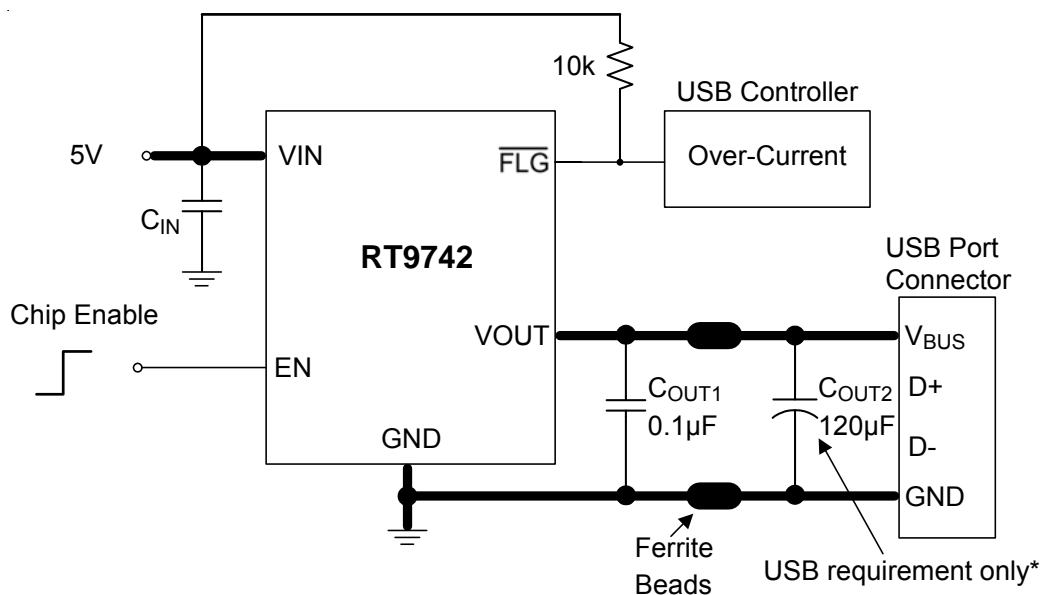 10k
USB Controller
5V
VIN
FLG
Over-Current
CIN
RT9742
USB Port
Connector
Chip Enable
VOUT
VBUS
EN
COUT1
0.1µF
COUT2
120µF
D+
GND
D-
GND
Ferrite
Beads
USB requirement only*